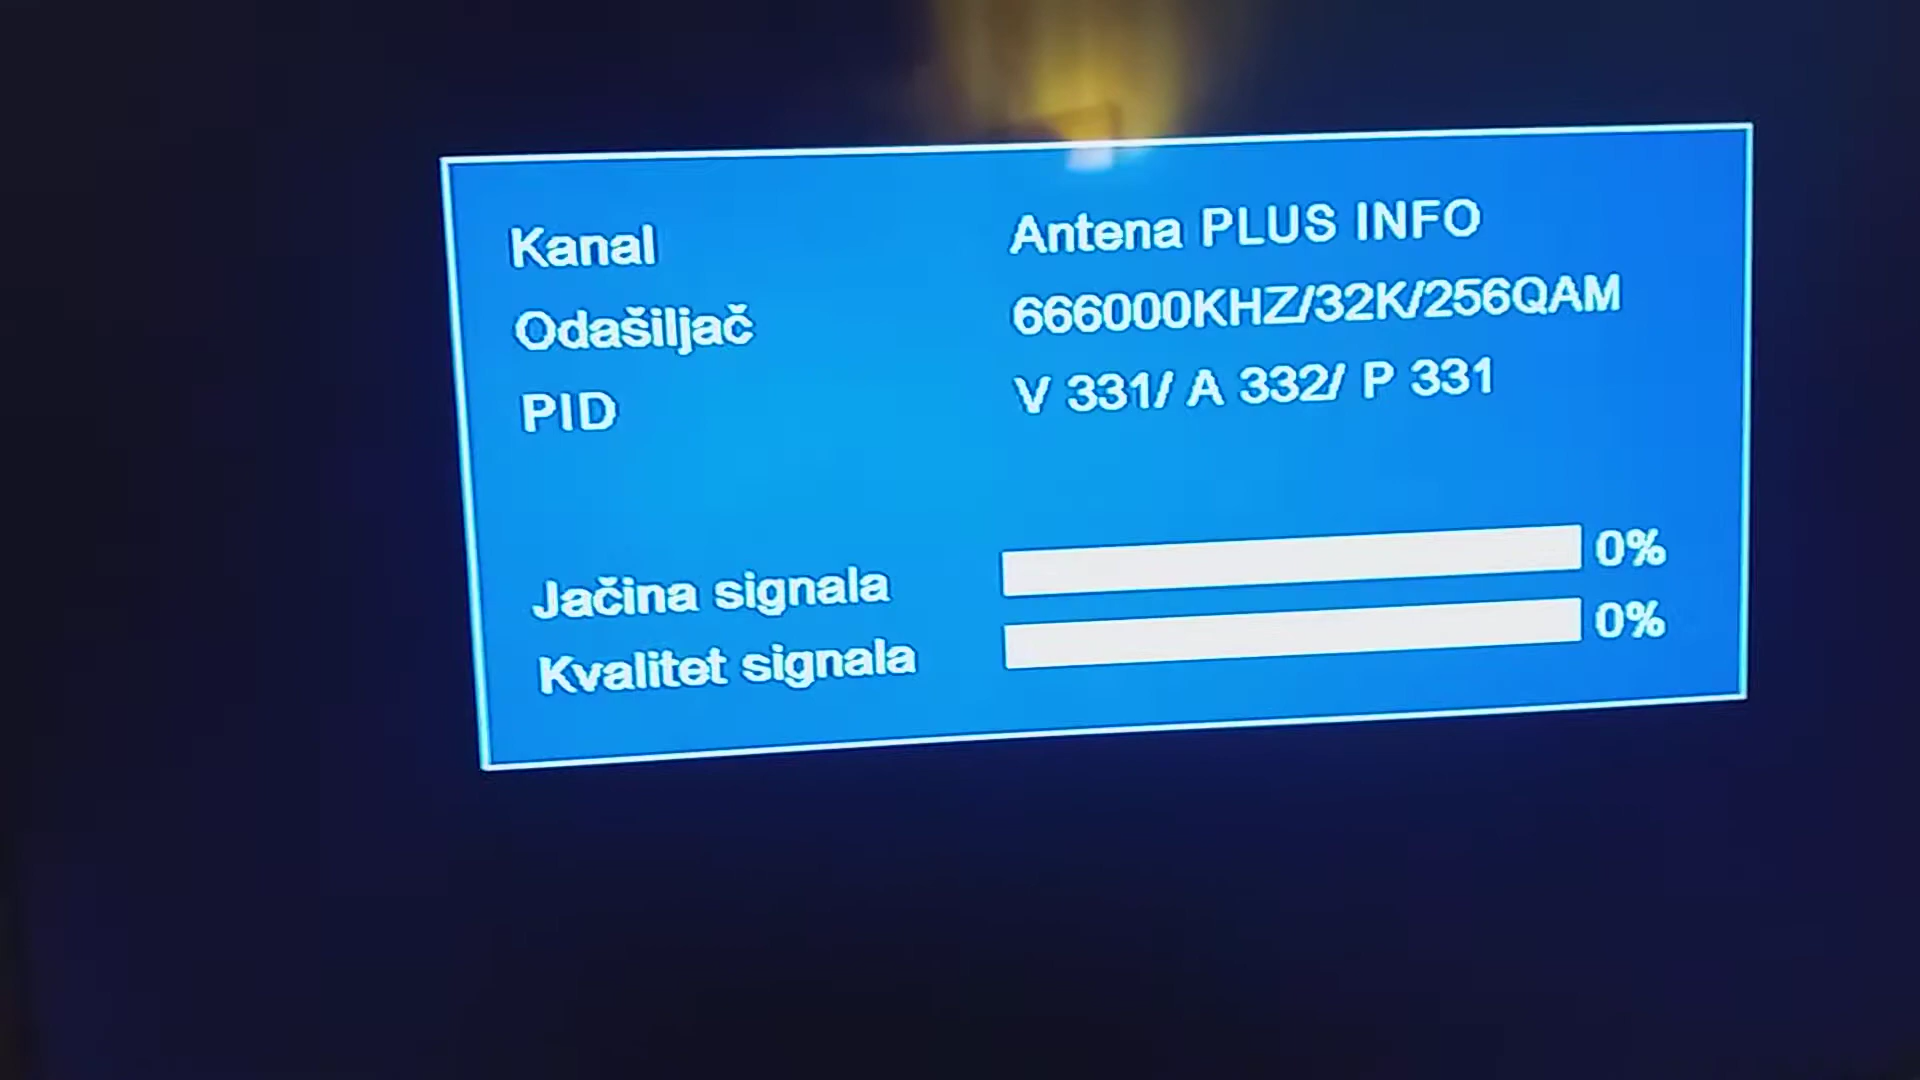 Kanal Antena PLUS INFO
Odašiljač 666000KHZ/32K/256QAM
PID V 331/ A 332/ P 331
Jačina signala 0%
Kvalitet signala 0%